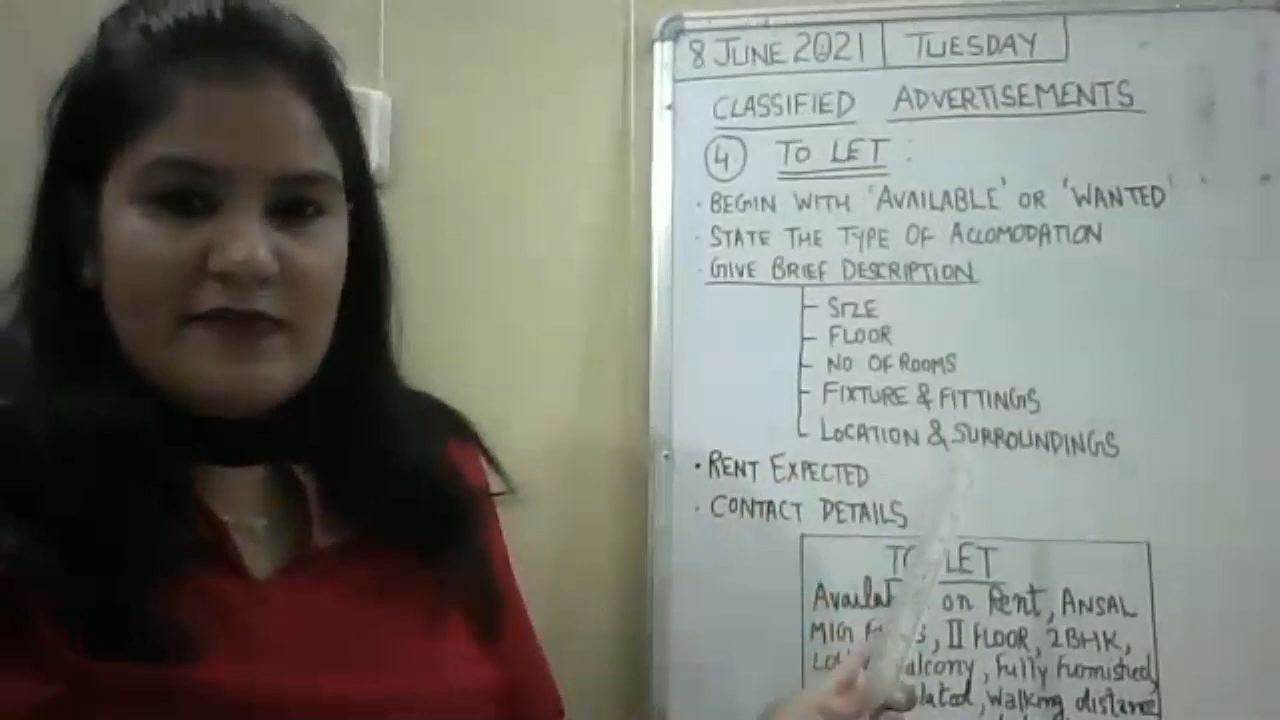 8 JUNE 2021 TUESDAY
CLASSIFIED ADVERTISEMENTS
4 TO LET :
· BEGIN WITH 'AVAILABLE' OR 'WANTED'
· STATE THE TYPE OF ACCOMODATION
· GIVE BRIEF DESCRIPTION
SIZE
FLOOR
NO OF ROOMS
FIXTURE & FITTINGS
LOCATION & SURROUNDINGS
· RENT EXPECTED
· CONTACT DETAILS
TO LET
on Rent, ANSAL
MIG , II FLOOR, 2BHK,
, Fully Furnished,
, Walking distance